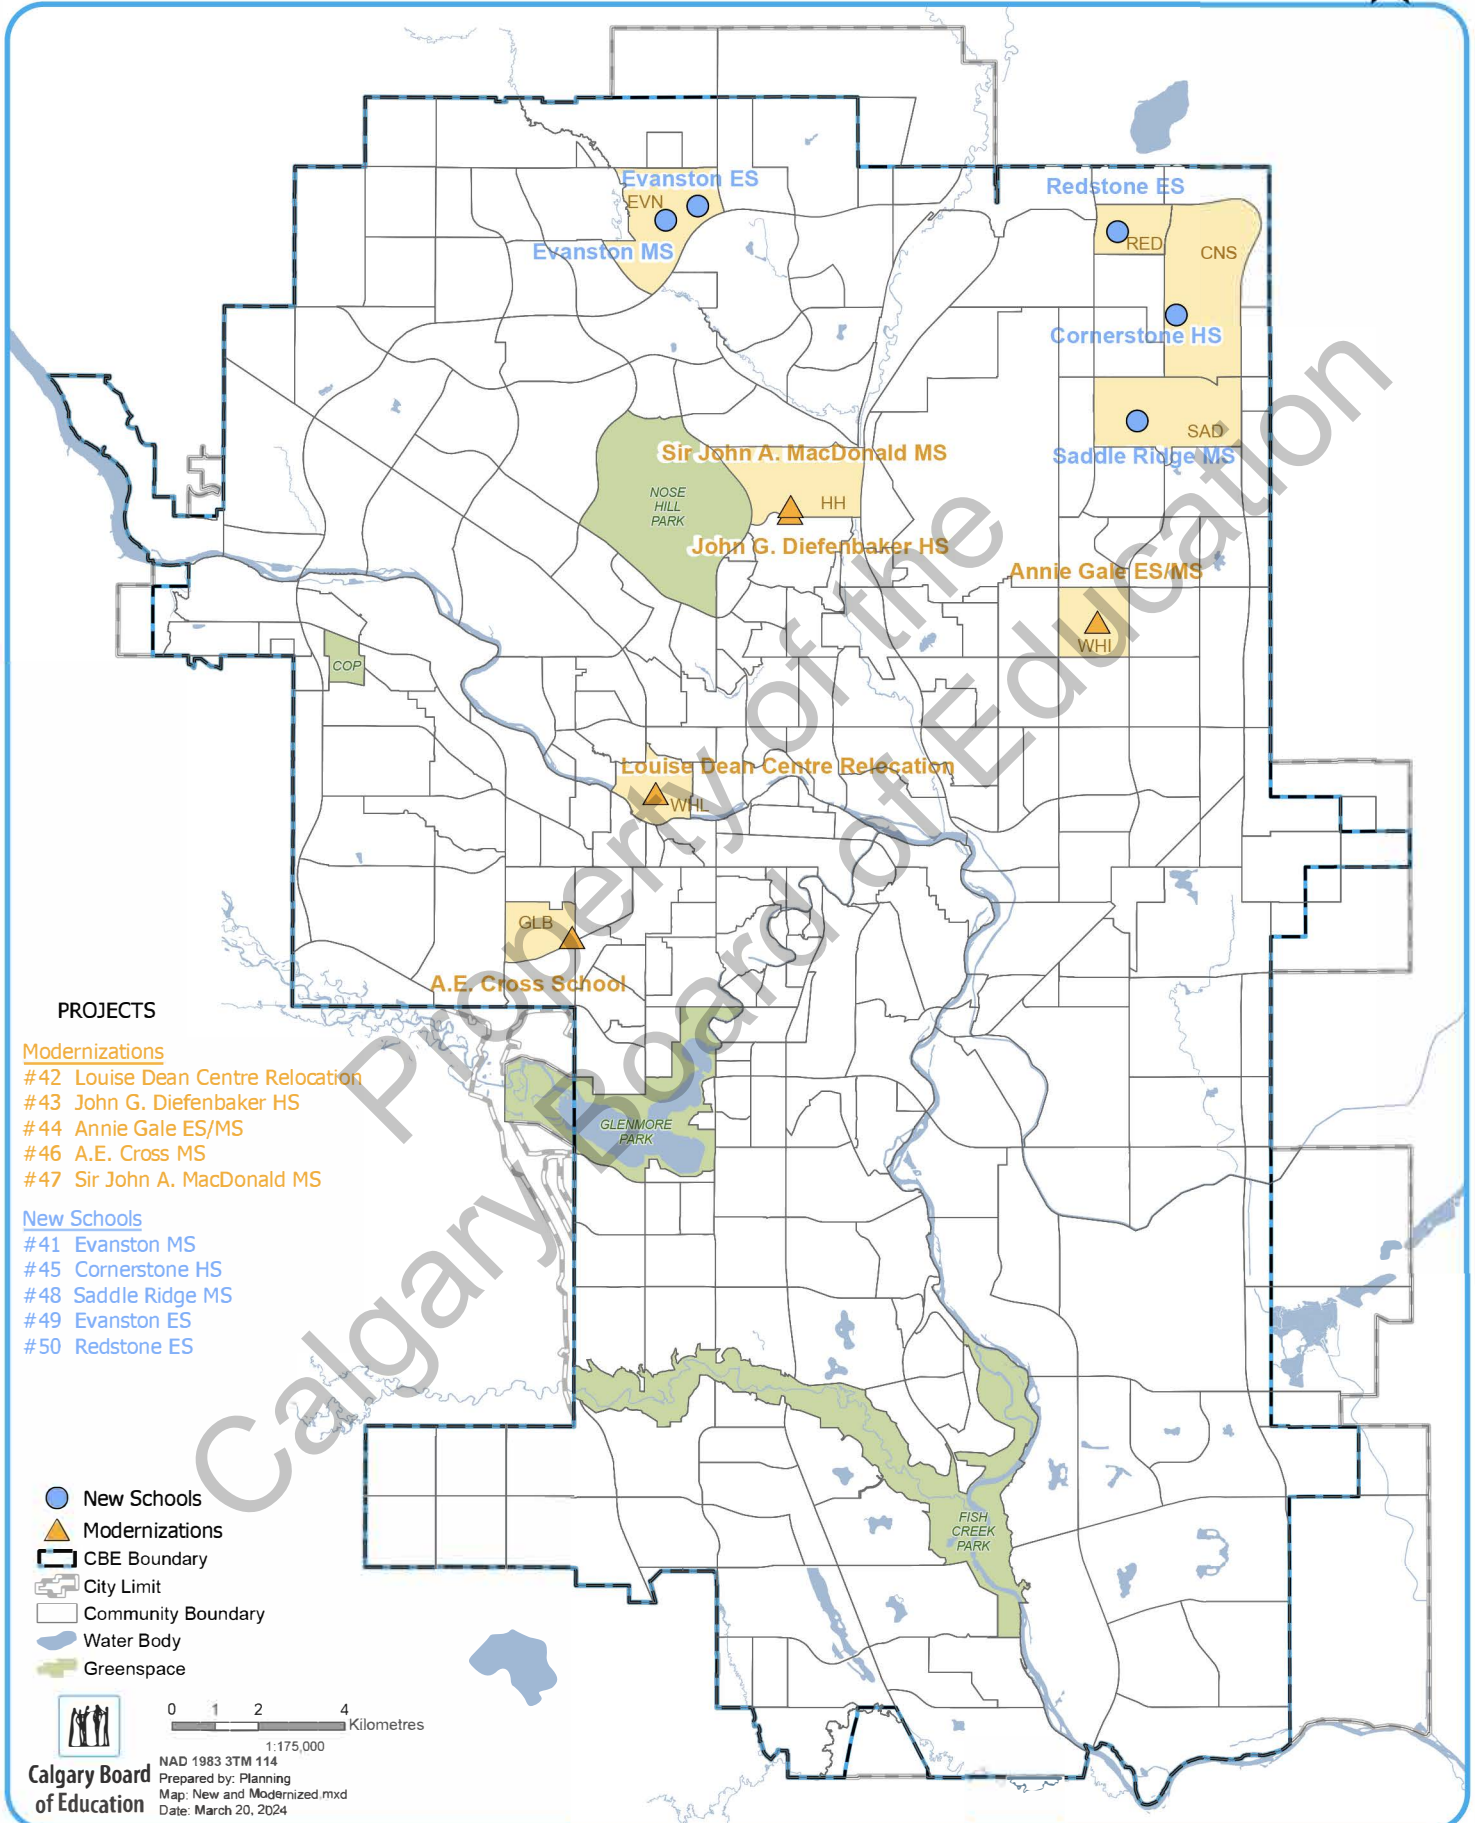 Evanston ES
EVN
Evanston MS
Redstone ES
RED
CNS
Cornerstone HS
SAD
Saddle Ridge MS
Sir John A. MacDonald MS
NOSE
HILL
PARK
HH
John G. Diefenbaker HS
Annie Gale ES/MS
WHI
COP
Louise Dean Centre Relocation
WHL
GLB
A.E. Cross School
GLENMORE
PARK
FISH
CREEK
PARK
Property of the
Calgary Board of Education
PROJECTS
Modernizations
#42 Louise Dean Centre Relocation
#43 John G. Diefenbaker HS
#44 Annie Gale ES/MS
#46 A.E. Cross MS
#47 Sir John A. MacDonald MS
New Schools
#41 Evanston MS
#45 Cornerstone HS
#48 Saddle Ridge MS
#49 Evanston ES
#50 Redstone ES
New Schools
Modernizations
CBE Boundary
City Limit
Community Boundary
Water Body
Greenspace
0 1 2 4
Kilometres
1:175,000
Calgary Board
of Education
NAD 1983 3TM 114
Prepared by: Planning
Map: New and Modernized.mxd
Date: March 20, 2024